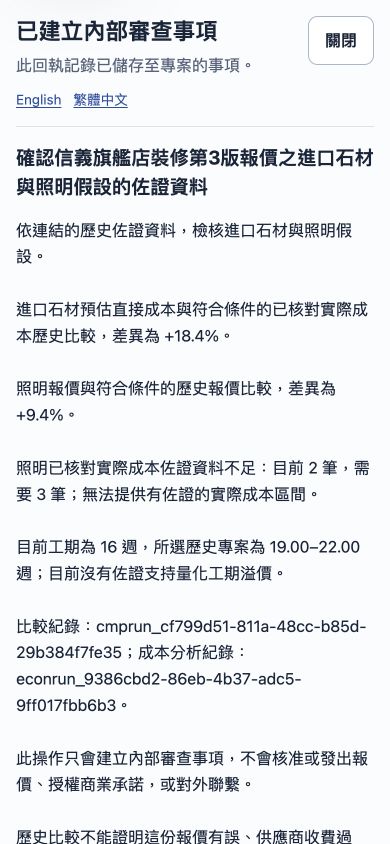 已建立內部審查事項
關閉
此回執記錄已儲存至專案的事項。
English 繁體中文
確認信義旗艦店裝修第3版報價之進口石材
與照明假設的佐證資料
依連結的歷史佐證資料，檢核進口石材與照明假
設。
進口石材預估直接成本與符合條件的已核對實際成
本歷史比較，差異為 +18.4%。
照明報價與符合條件的歷史報價比較，差異為
+9.4%。
照明已核對實際成本佐證資料不足：目前 2 筆，需
要 3 筆；無法提供有佐證的實際成本區間。
目前工期為 16 週，所選歷史專案為 19.00–22.00
週；目前沒有佐證支持量化工期溢價。
比較紀錄：cmprun_cf799d51-811a-48cc-b85d-
29b384f7fe35；成本分析紀錄：
econrun_9386cbd2-86eb-4b37-adc5-
9ff017fbb6b3。
此操作只會建立內部審查事項，不會核准或發出報
價、授權商業承諾，或對外聯繫。
歷史比較不能證明這份報價有誤、供應商收費過